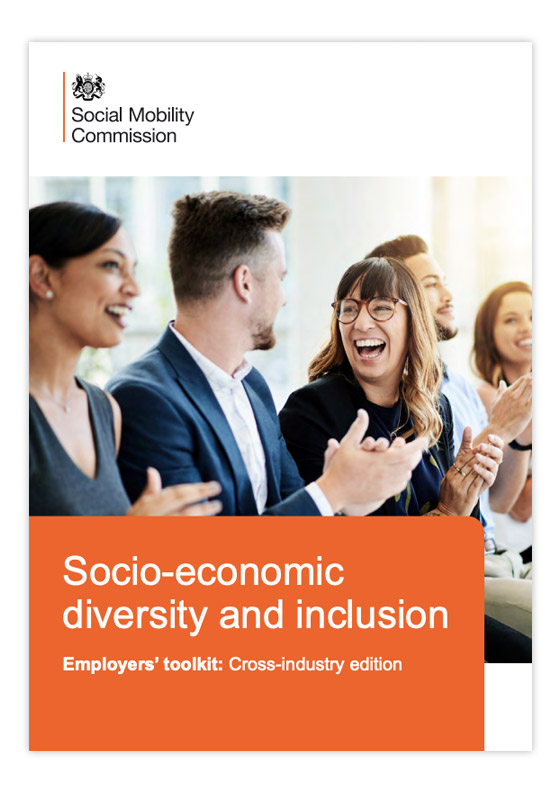 Social Mobility
Commission
Socio-economic
diversity and inclusion
Employers’ toolkit: Cross-industry edition